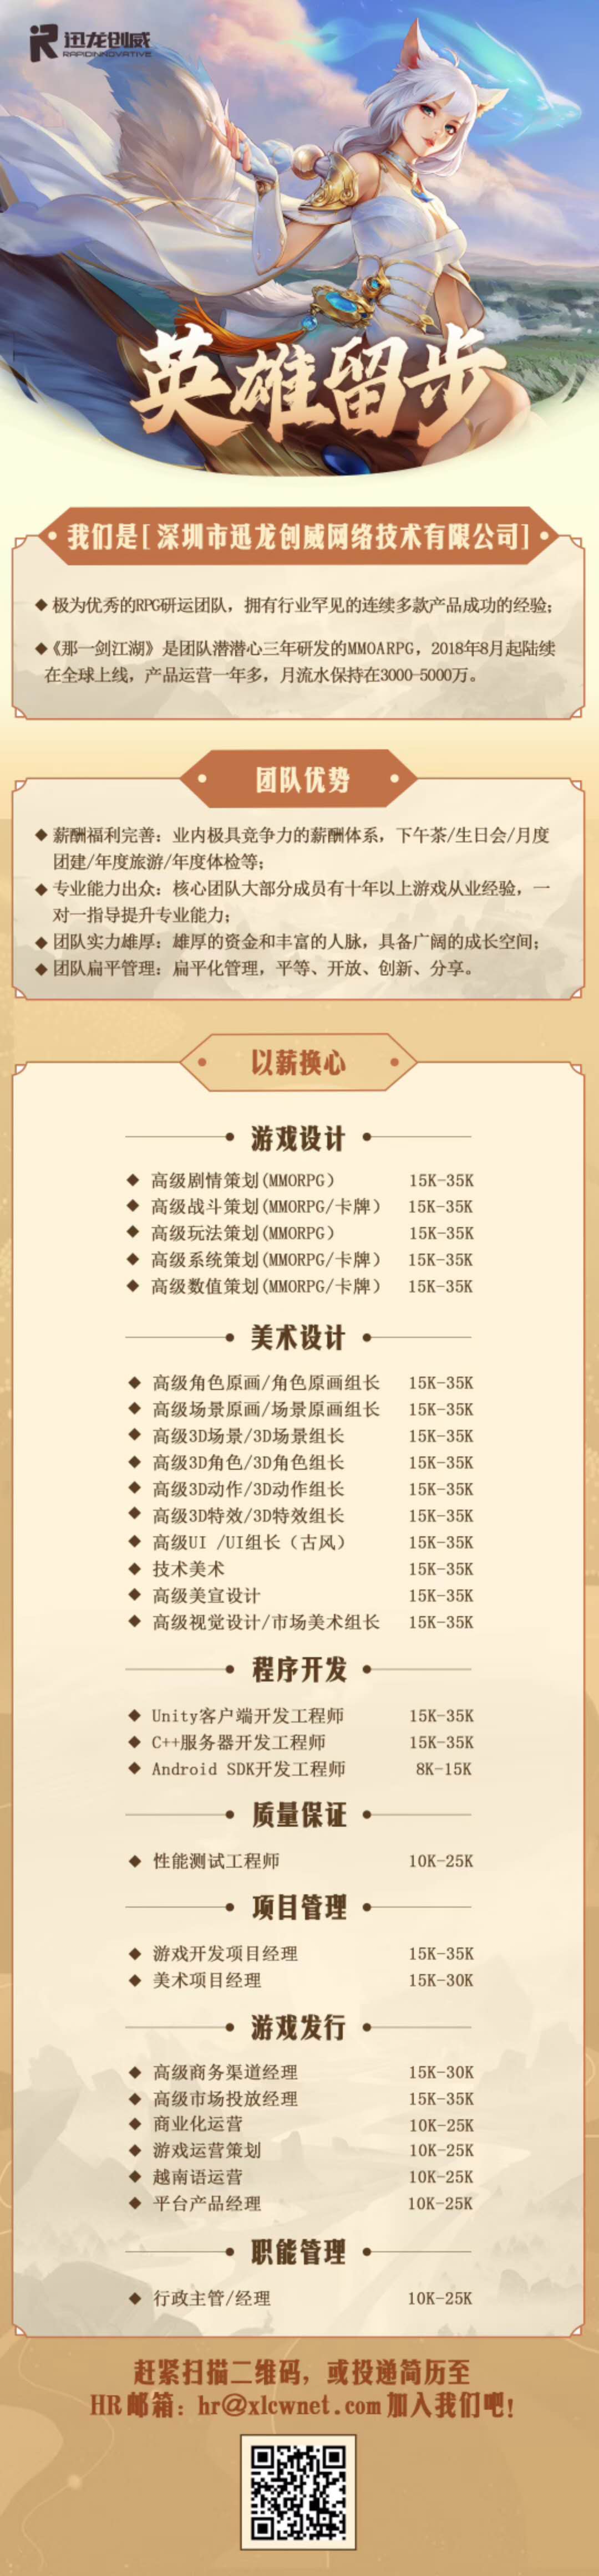 迅龙创威
RAPIDINNOVATIVE
英雄留步
我们是[深圳市迅龙创威网络技术有限公司]
◆极为优秀的RPG研运团队，拥有行业罕见的连续多款产品成功的经验；
◆《那一剑江湖》是团队潜潜心三年研发的MMOARPG，2018年8月起陆续
在全球上线，产品运营一年多，月流水保持在3000-5000万。
团队优势
◆薪酬福利完善：业内极具竞争力的薪酬体系，下午茶/生日会/月度
团建/年度旅游/年度体检等；
◆专业能力出众：核心团队大部分成员有十年以上游戏从业经验，一
对一指导提升专业能力；
◆团队实力雄厚：雄厚的资金和丰富的人脉，具备广阔的成长空间；
◆团队扁平管理：扁平化管理，平等、开放、创新、分享。
以薪换心
游戏设计
◆ 高级剧情策划(MMORPG) 15K-35K
◆ 高级战斗策划(MMORPG/卡牌) 15K-35K
◆ 高级玩法策划(MMORPG) 15K-35K
◆ 高级系统策划(MMORPG/卡牌) 15K-35K
◆ 高级数值策划(MMORPG/卡牌) 15K-35K
美术设计
◆ 高级角色原画/角色原画组长 15K-35K
◆ 高级场景原画/场景原画组长 15K-35K
◆ 高级3D场景/3D场景组长 15K-35K
◆ 高级3D角色/3D角色组长 15K-35K
◆ 高级3D动作/3D动作组长 15K-35K
◆ 高级3D特效/3D特效组长 15K-35K
◆ 高级UI /UI组长（古风） 15K-35K
◆ 技术美术 15K-35K
◆ 高级美宣设计 15K-35K
◆ 高级视觉设计/市场美术组长 15K-35K
程序开发
◆ Unity客户端开发工程师 15K-35K
◆ C++服务器开发工程师 15K-35K
◆ Android SDK开发工程师 8K-15K
质量保证
◆ 性能测试工程师 10K-25K
项目管理
◆ 游戏开发项目经理 15K-35K
◆ 美术项目经理 15K-30K
游戏发行
◆ 高级商务渠道经理 15K-30K
◆ 高级市场投放经理 15K-35K
◆ 商业化运营 10K-25K
◆ 游戏运营策划 10K-25K
◆ 越南语运营 10K-25K
◆ 平台产品经理 10K-25K
职能管理
◆ 行政主管/经理 10K-25K
赶紧扫描二维码，或投递简历至
HR邮箱：hr@xlcwnet.com加入我们吧！